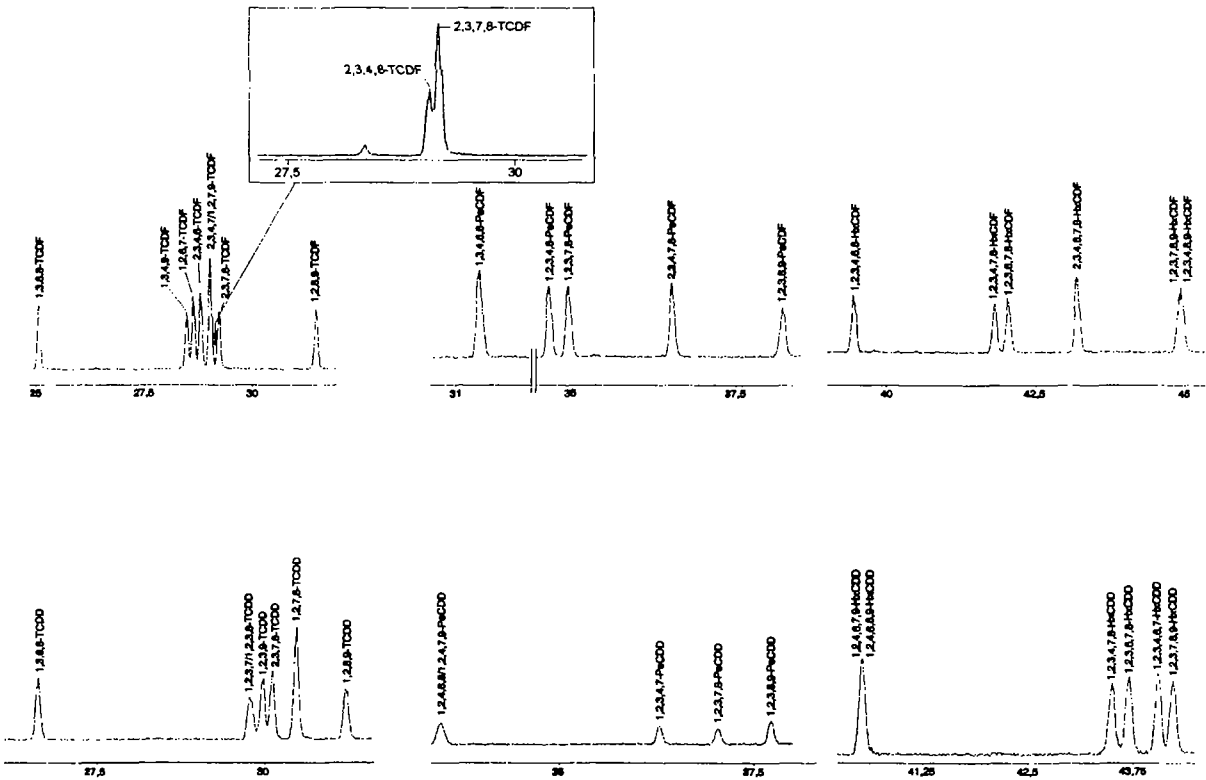 2,3,7,8-TCDF
2,3,4,8-TCDF
27,5
30
1,3,6,8-TCDF
1,3,4,9-TCDF
1,2,6,7-TCDF
2,3,4,6-TCDF
2,3,4,7/1,2,7,9-TCDF
2,3,7,8-TCDF
1,2,8,9-TCDF
25
27,5
30
1,3,4,6,8-PeCDF
1,2,3,4,8-PeCDF
1,2,3,7,8-PeCDF
2,3,4,7,8-PeCDF
1,2,3,8,9-PeCDF
31
35
37,5
1,2,3,4,6,8-HxCDF
1,2,3,4,7,8-HxCDF
1,2,3,6,7,8-HxCDF
2,3,4,6,7,8-HxCDF
1,2,3,7,8,9-HxCDF
1,2,3,4,8,9-HxCDF
40
42,5
45
1,3,6,8-TCDD
1,2,3,7/1,2,3,8-TCDD
1,2,3,9-TCDD
2,3,7,8-TCDD
1,2,7,8-TCDD
1,2,8,9-TCDD
27,5
30
1,2,4,6,8/1,2,4,7,9-PeCDD
1,2,3,4,7-PeCDD
1,2,3,7,8-PeCDD
1,2,3,8,9-PeCDD
35
37,5
1,2,4,6,7,9-HxCDD
1,2,4,6,8,9-HxCDD
1,2,3,4,7,8-HxCDD
1,2,3,6,7,8-HxCDD
1,2,3,4,6,7-HxCDD
1,2,3,7,8,9-HxCDD
41,25
42,5
43,75